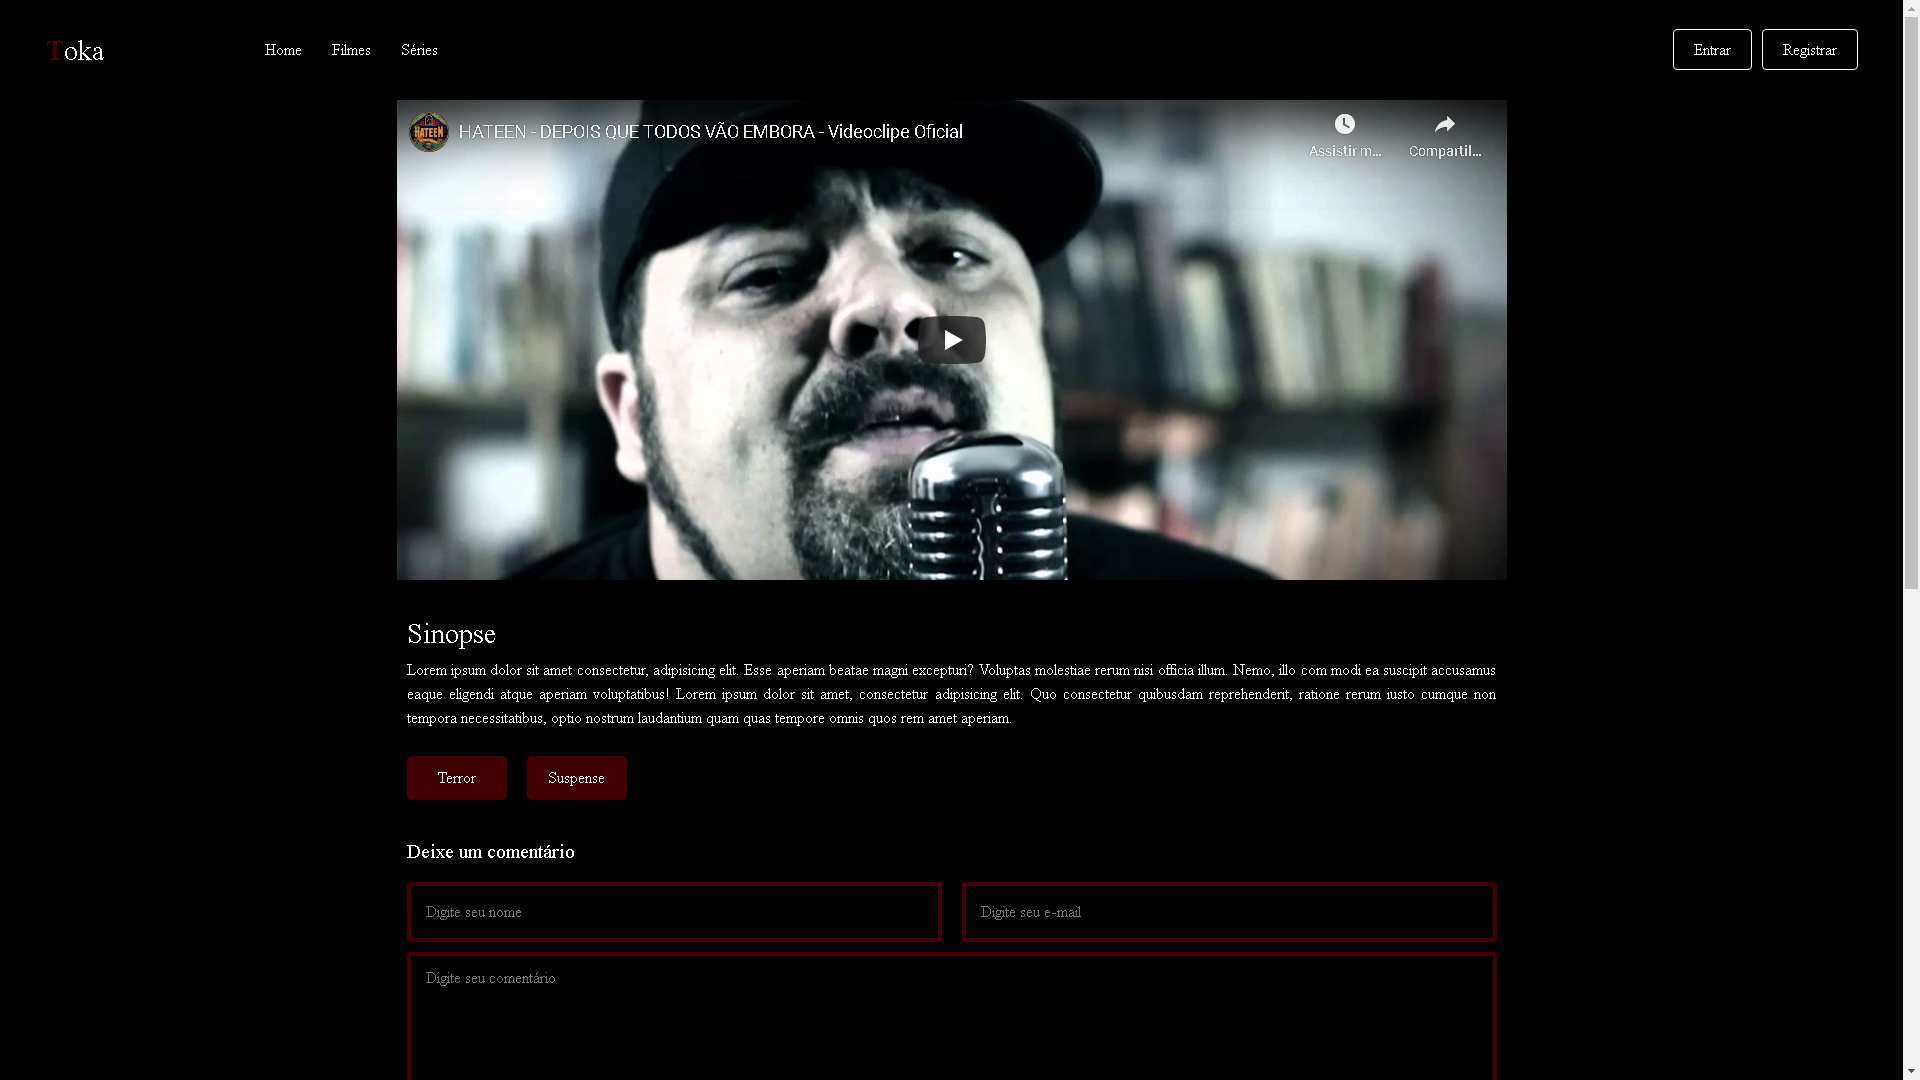 Toka
Home Filmes Séries
Entrar Registrar
HATEEN
HATEEN - DEPOIS QUE TODOS VÃO EMBORA - Videoclipe Oficial
Assistir m... Compartil...
Sinopse
Lorem ipsum dolor sit amet consectetur, adipisicing elit. Esse aperiam beatae magni excepturi? Voluptas molestiae rerum nisi officia illum. Nemo, illo com modi ea suscipit accusamus
eaque eligendi atque aperiam voluptatibus! Lorem ipsum dolor sit amet, consectetur adipisicing elit. Quo consectetur quibusdam reprehenderit, ratione rerum iusto cumque non
tempora necessitatibus, optio nostrum laudantium quam quas tempore omnis quos rem amet aperiam.
Terror Suspense
Deixe um comentário
Digite seu nome Digite seu e-mail
Digite seu comentário